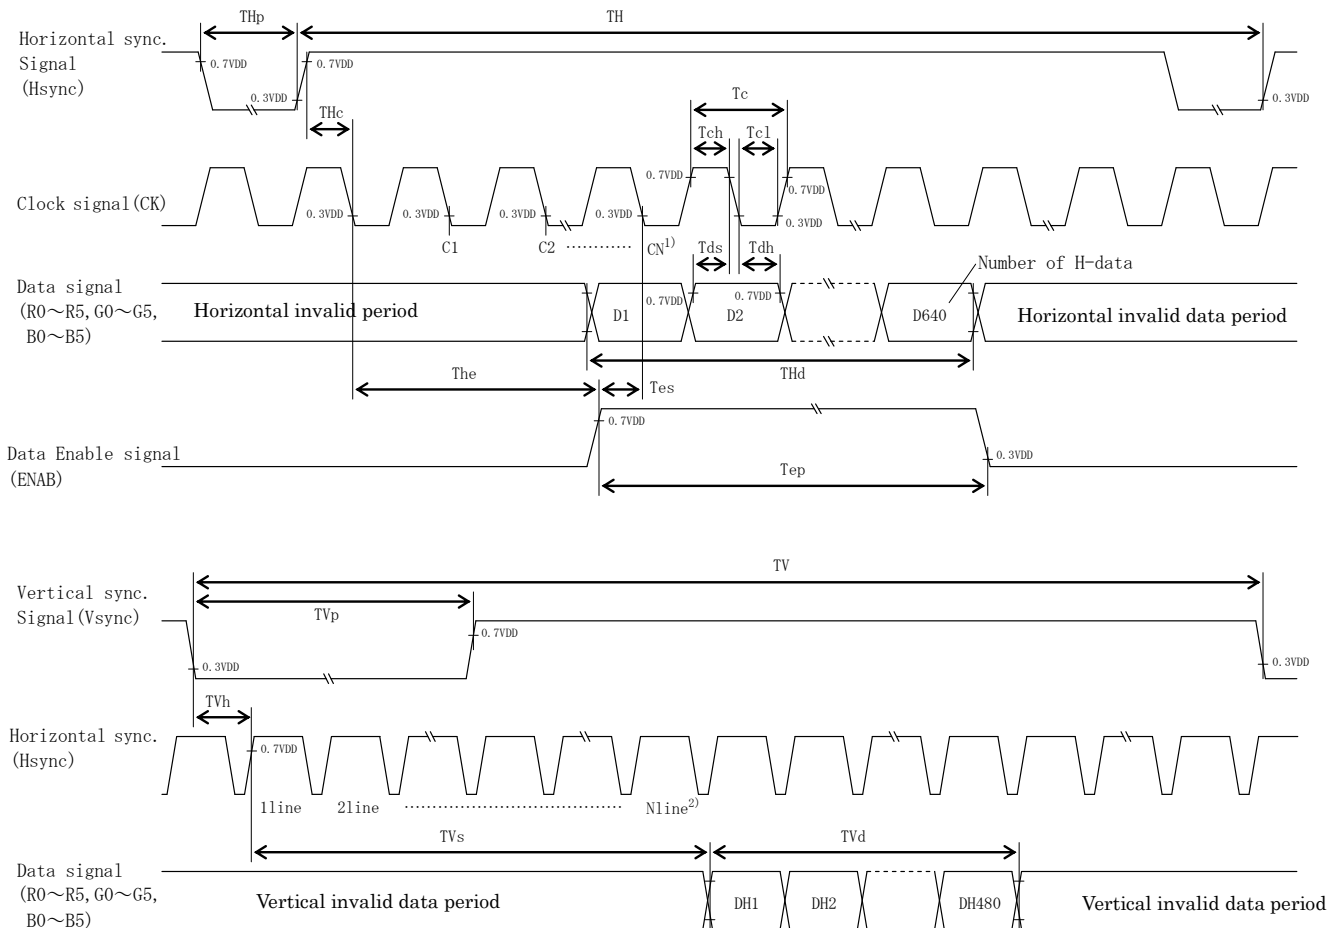 THp
TH
Horizontal sync.
Signal
(Hsync)
0.7VDD
0.7VDD
0.3VDD
0.3VDD
THc
Tc
Tch
Tcl
Clock signal(CK)
0.7VDD
0.7VDD
0.3VDD
0.3VDD
0.3VDD
0.3VDD
0.3VDD
C1
C2
CN1)
Tds
Tdh
Number of H-data
Data signal
(R0～R5,G0～G5,
B0～B5)
Horizontal invalid period
D1
0.7VDD
D2
0.7VDD
D640
Horizontal invalid data period
The
Tes
THd
0.7VDD
Data Enable signal
(ENAB)
0.3VDD
Tep
TV
Vertical sync.
Signal(Vsync)
TVp
0.7VDD
0.3VDD
0.3VDD
TVh
Horizontal sync.
(Hsync)
0.7VDD
1line
2line
Nline2)
TVs
TVd
Data signal
(R0～R5,G0～G5,
B0～B5)
Vertical invalid data period
DH1
DH2
DH480
Vertical invalid data period